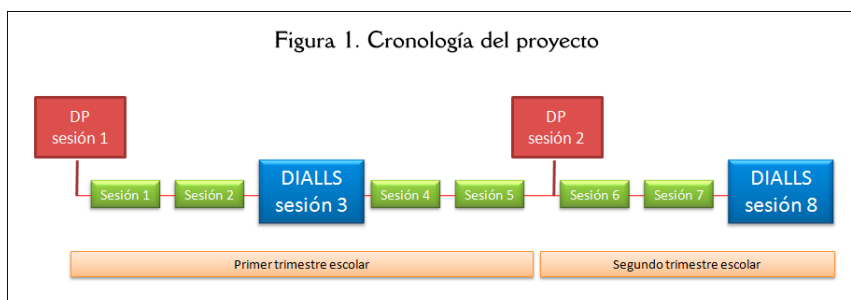 Figura 1. Cronología del proyecto
DP
sesión 1
DP
sesión 2
Sesión 1
Sesión 2
DIALLS
sesión 3
Sesión 4
Sesión 5
Sesión 6
Sesión 7
DIALLS
sesión 8
Primer trimestre escolar
Segundo trimestre escolar